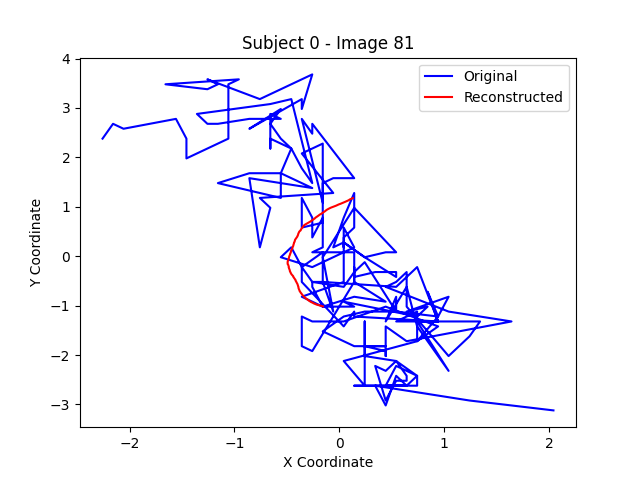 Subject 0 - Image 81
Original
Reconstructed
Y Coordinate
4
3
2
1
0
−1
−2
−3
−2
−1
0
1
2
X Coordinate